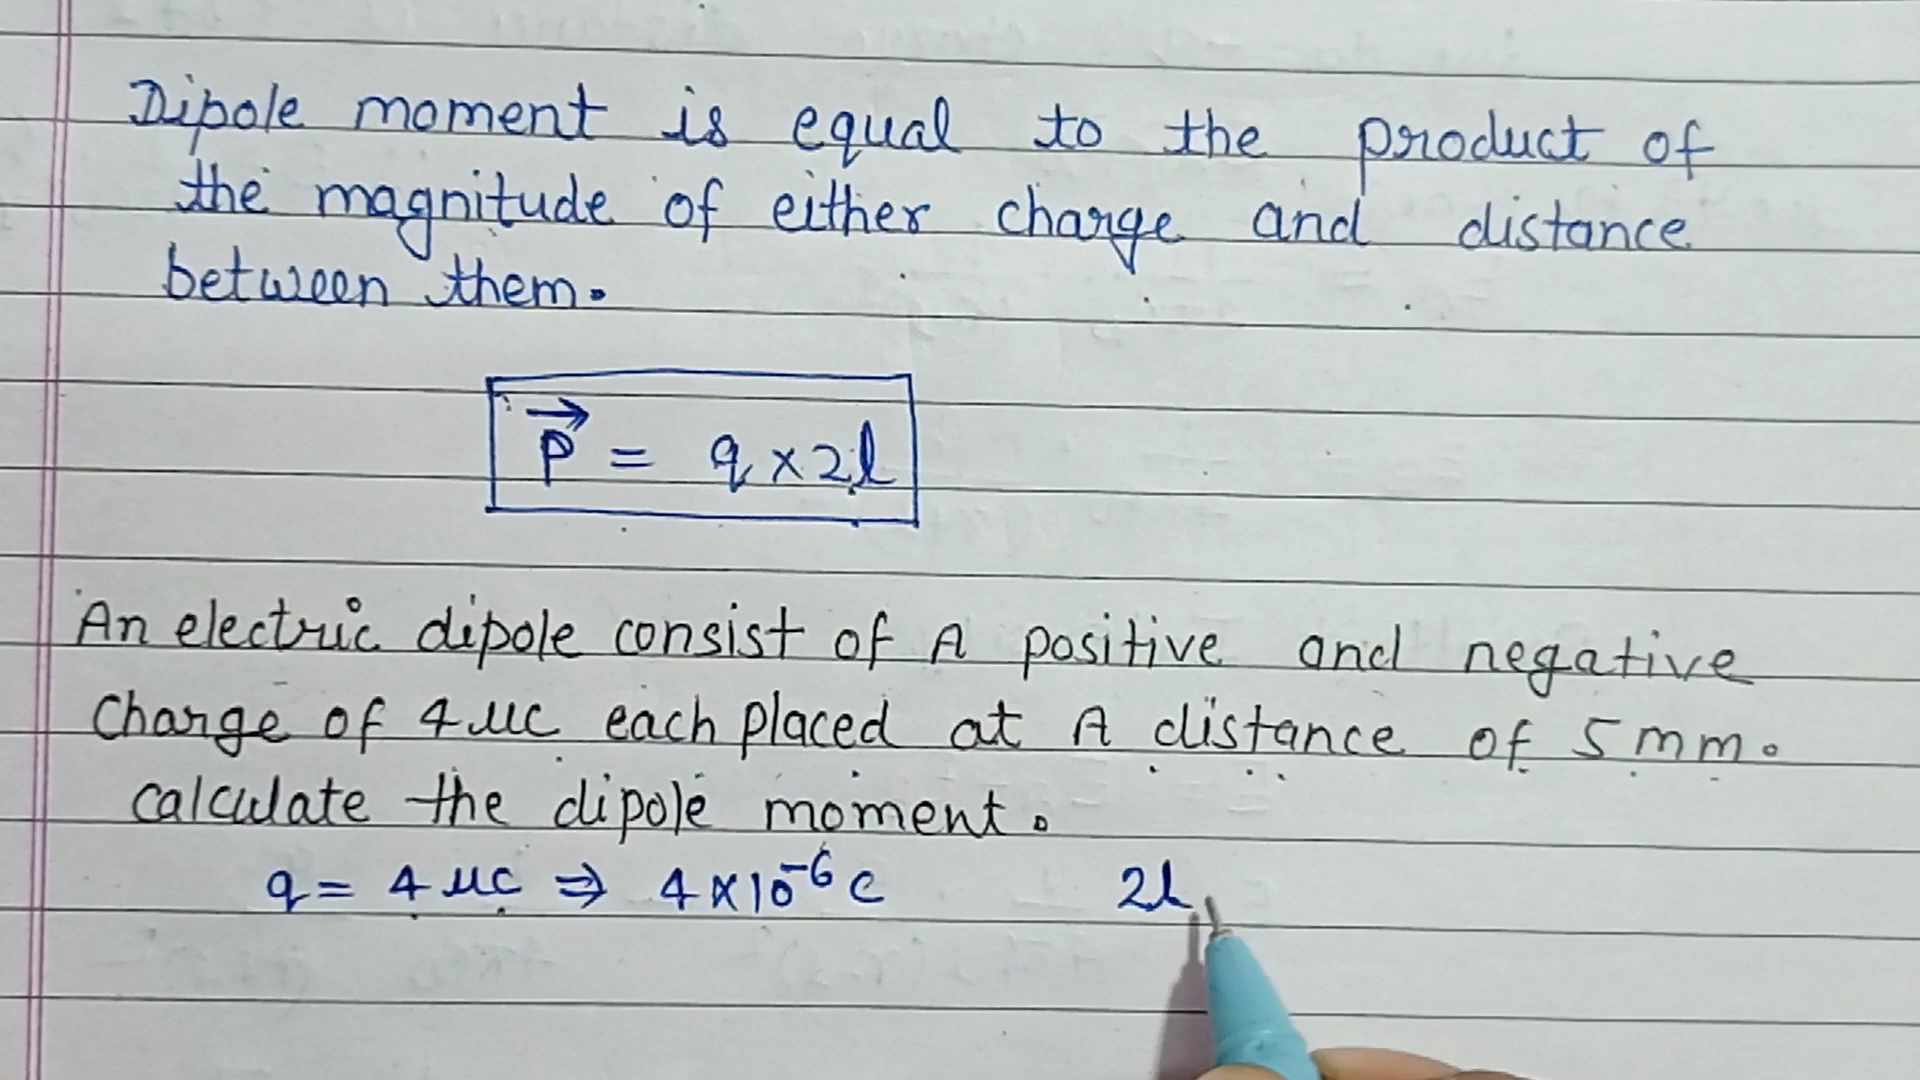 Dipole moment is equal to the product of
the magnitude of either charge and distance
between them.
P⃗ = q × 2l
An electric dipole consist of A positive and negative
charge of 4 μc each placed at A distance of 5 mm.
calculate the dipole moment.
q = 4 μc ⇒ 4 × 10⁻⁶ c 2l